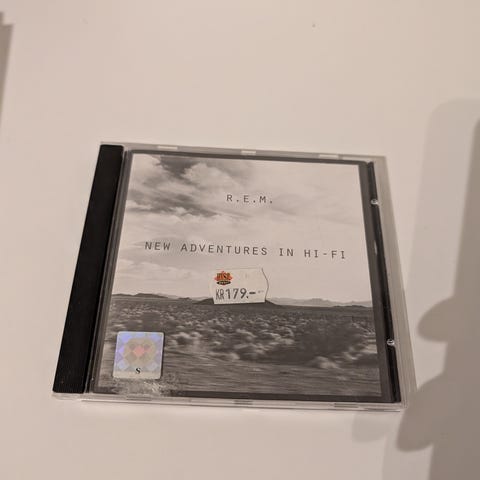 R.E.M.
NEW ADVENTURES IN HI-FI
KR179.-
S